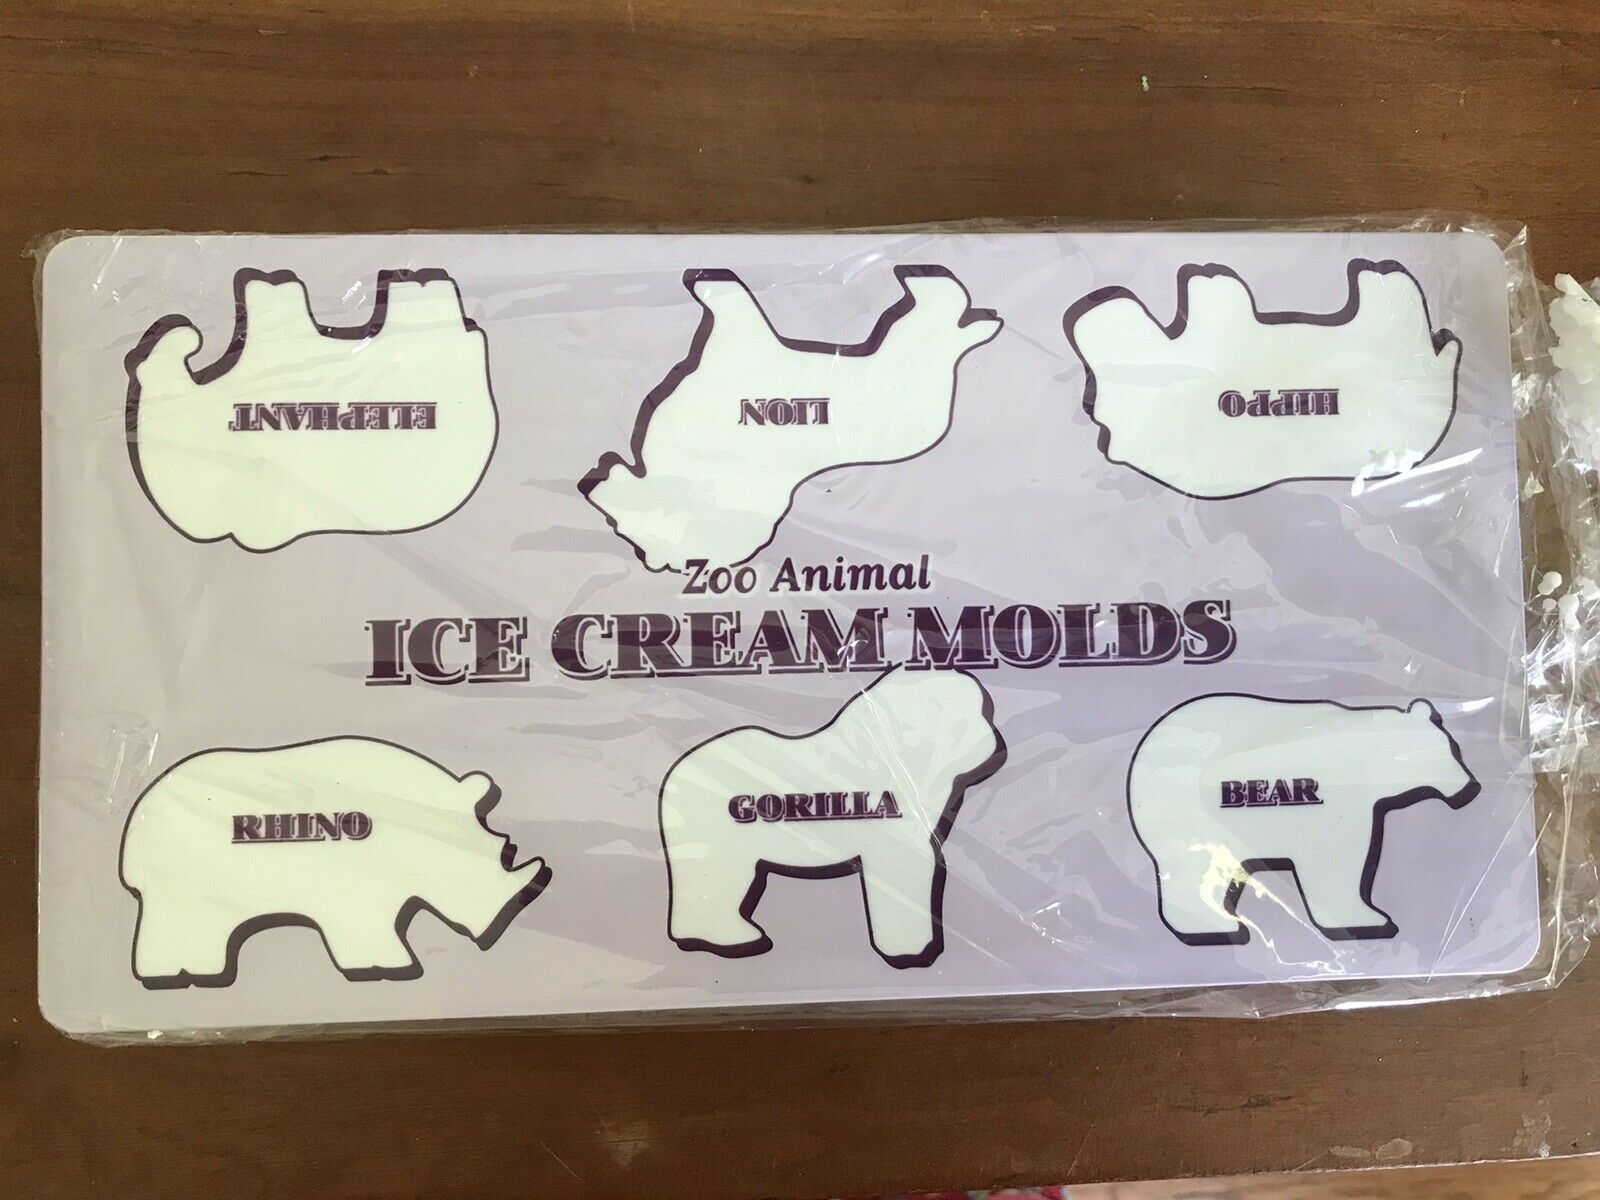 ELEPHANT
LION
HIPPO
Zoo Animal
ICE CREAM MOLDS
RHINO
GORILLA
BEAR